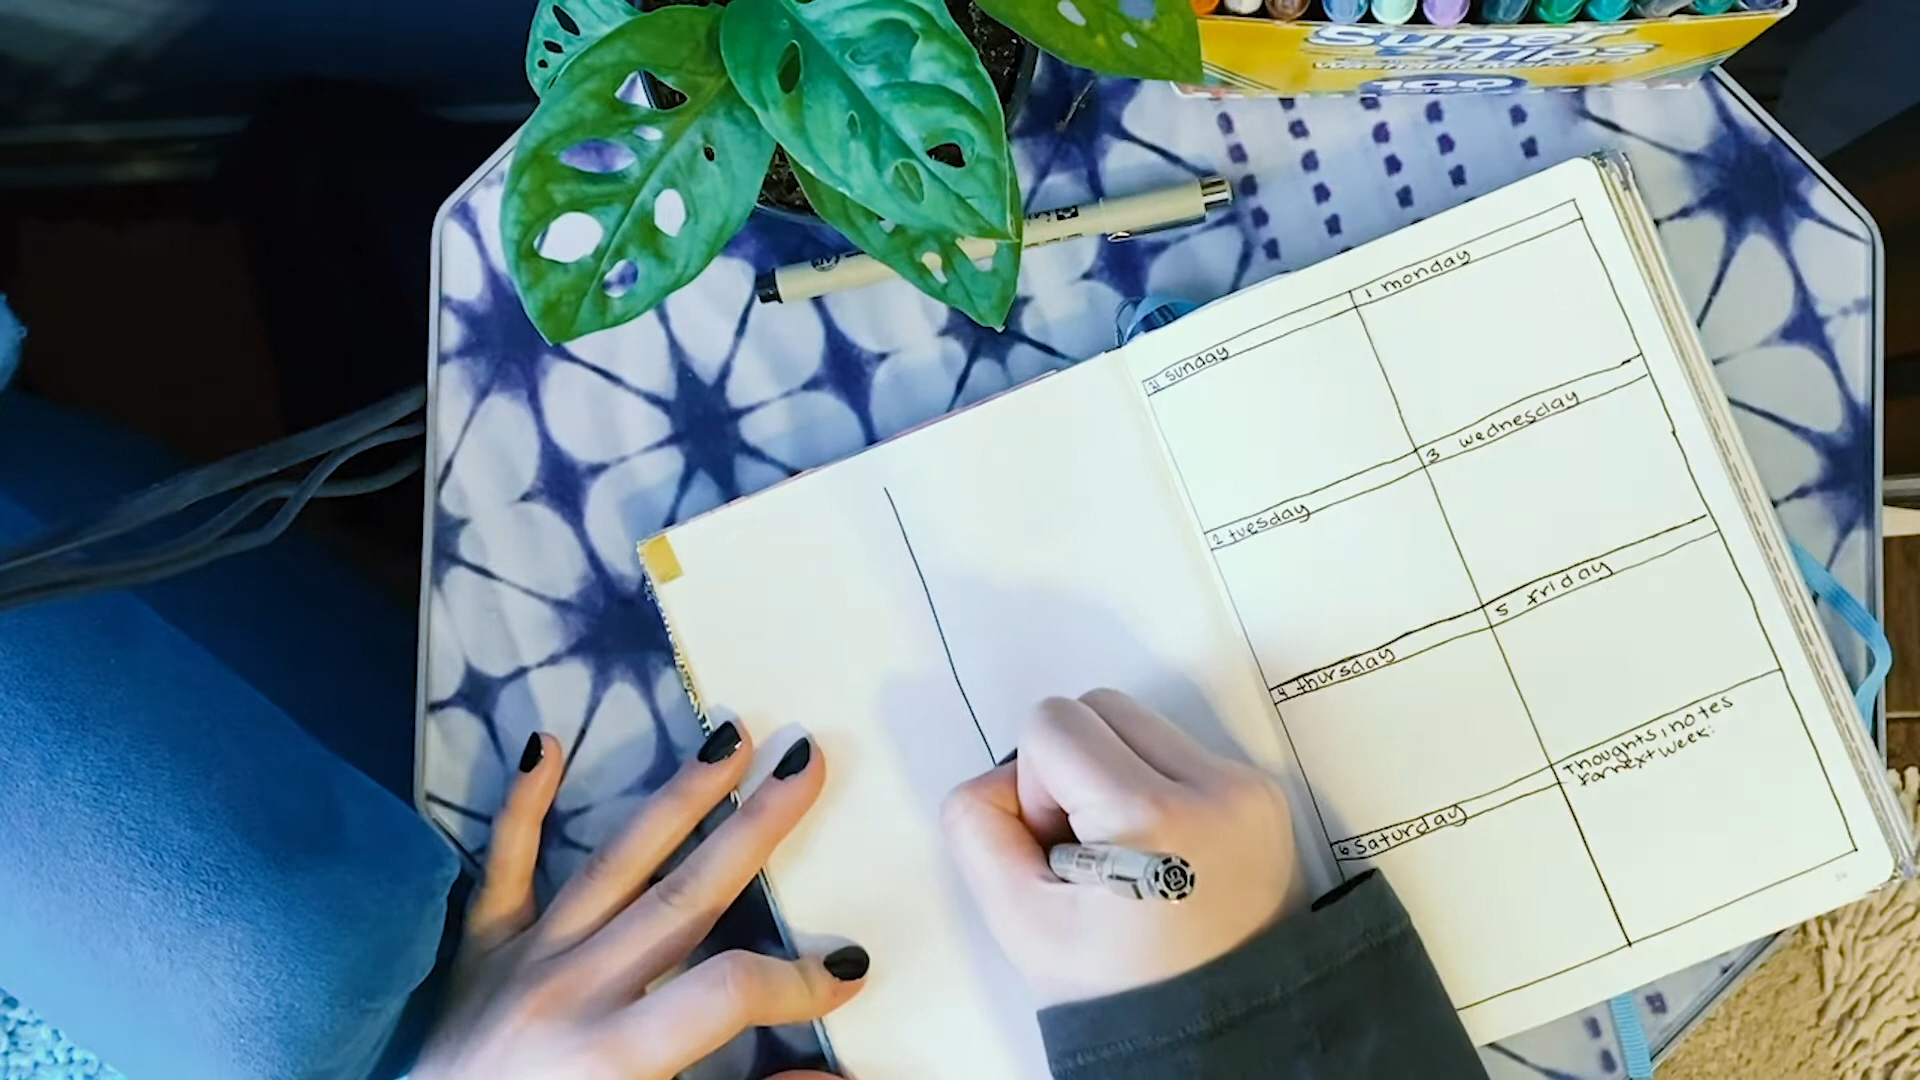 Super
Tips
100
1 monday
31 sunday
3 wednesday
2 tuesday
5 friday
4 thursday
Thoughts, notes
for next week:
6 Saturday